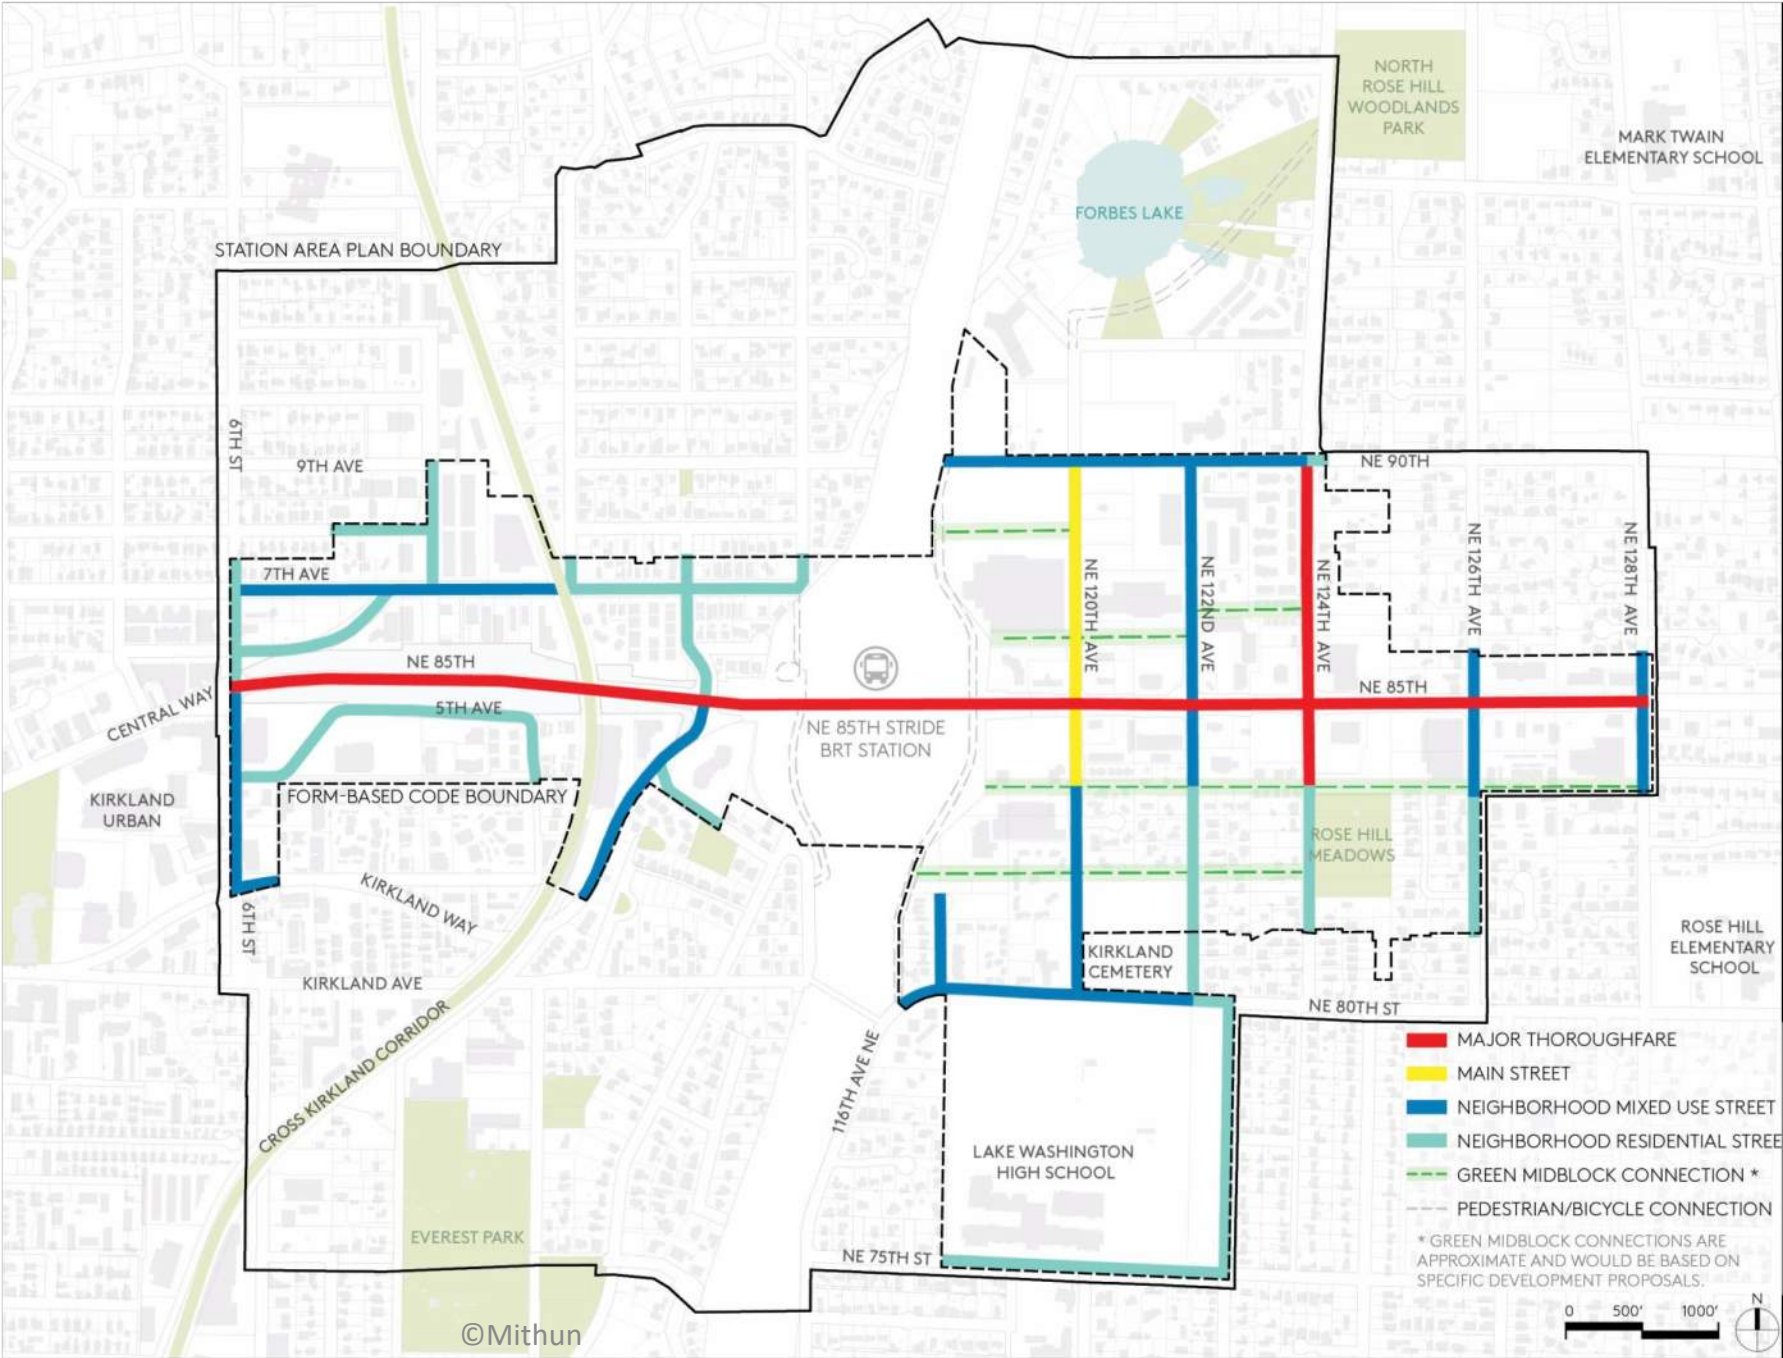 NORTH
ROSE HILL
WOODLANDS
PARK
MARK TWAIN
ELEMENTARY SCHOOL
FORBES LAKE
STATION AREA PLAN BOUNDARY
6TH ST
9TH AVE
NE 90TH
7TH AVE
NE 120TH AVE
NE 122ND AVE
NE 124TH AVE
NE 126TH AVE
NE 128TH AVE
NE 85TH
NE 85TH
CENTRAL WAY
5TH AVE
NE 85TH STRIDE
BRT STATION
KIRKLAND
URBAN
FORM-BASED CODE BOUNDARY
ROSE HILL
MEADOWS
KIRKLAND WAY
6TH ST
KIRKLAND
CEMETERY
ROSE HILL
ELEMENTARY
SCHOOL
KIRKLAND AVE
NE 80TH ST
CROSS KIRKLAND CORRIDOR
116TH AVE NE
LAKE WASHINGTON
HIGH SCHOOL
EVEREST PARK
NE 75TH ST
MAJOR THOROUGHFARE
MAIN STREET
NEIGHBORHOOD MIXED USE STREET
NEIGHBORHOOD RESIDENTIAL STREE
GREEN MIDBLOCK CONNECTION *
PEDESTRIAN/BICYCLE CONNECTION
* GREEN MIDBLOCK CONNECTIONS ARE
APPROXIMATE AND WOULD BE BASED ON
SPECIFIC DEVELOPMENT PROPOSALS.
0 500' 1000'
N
©Mithun